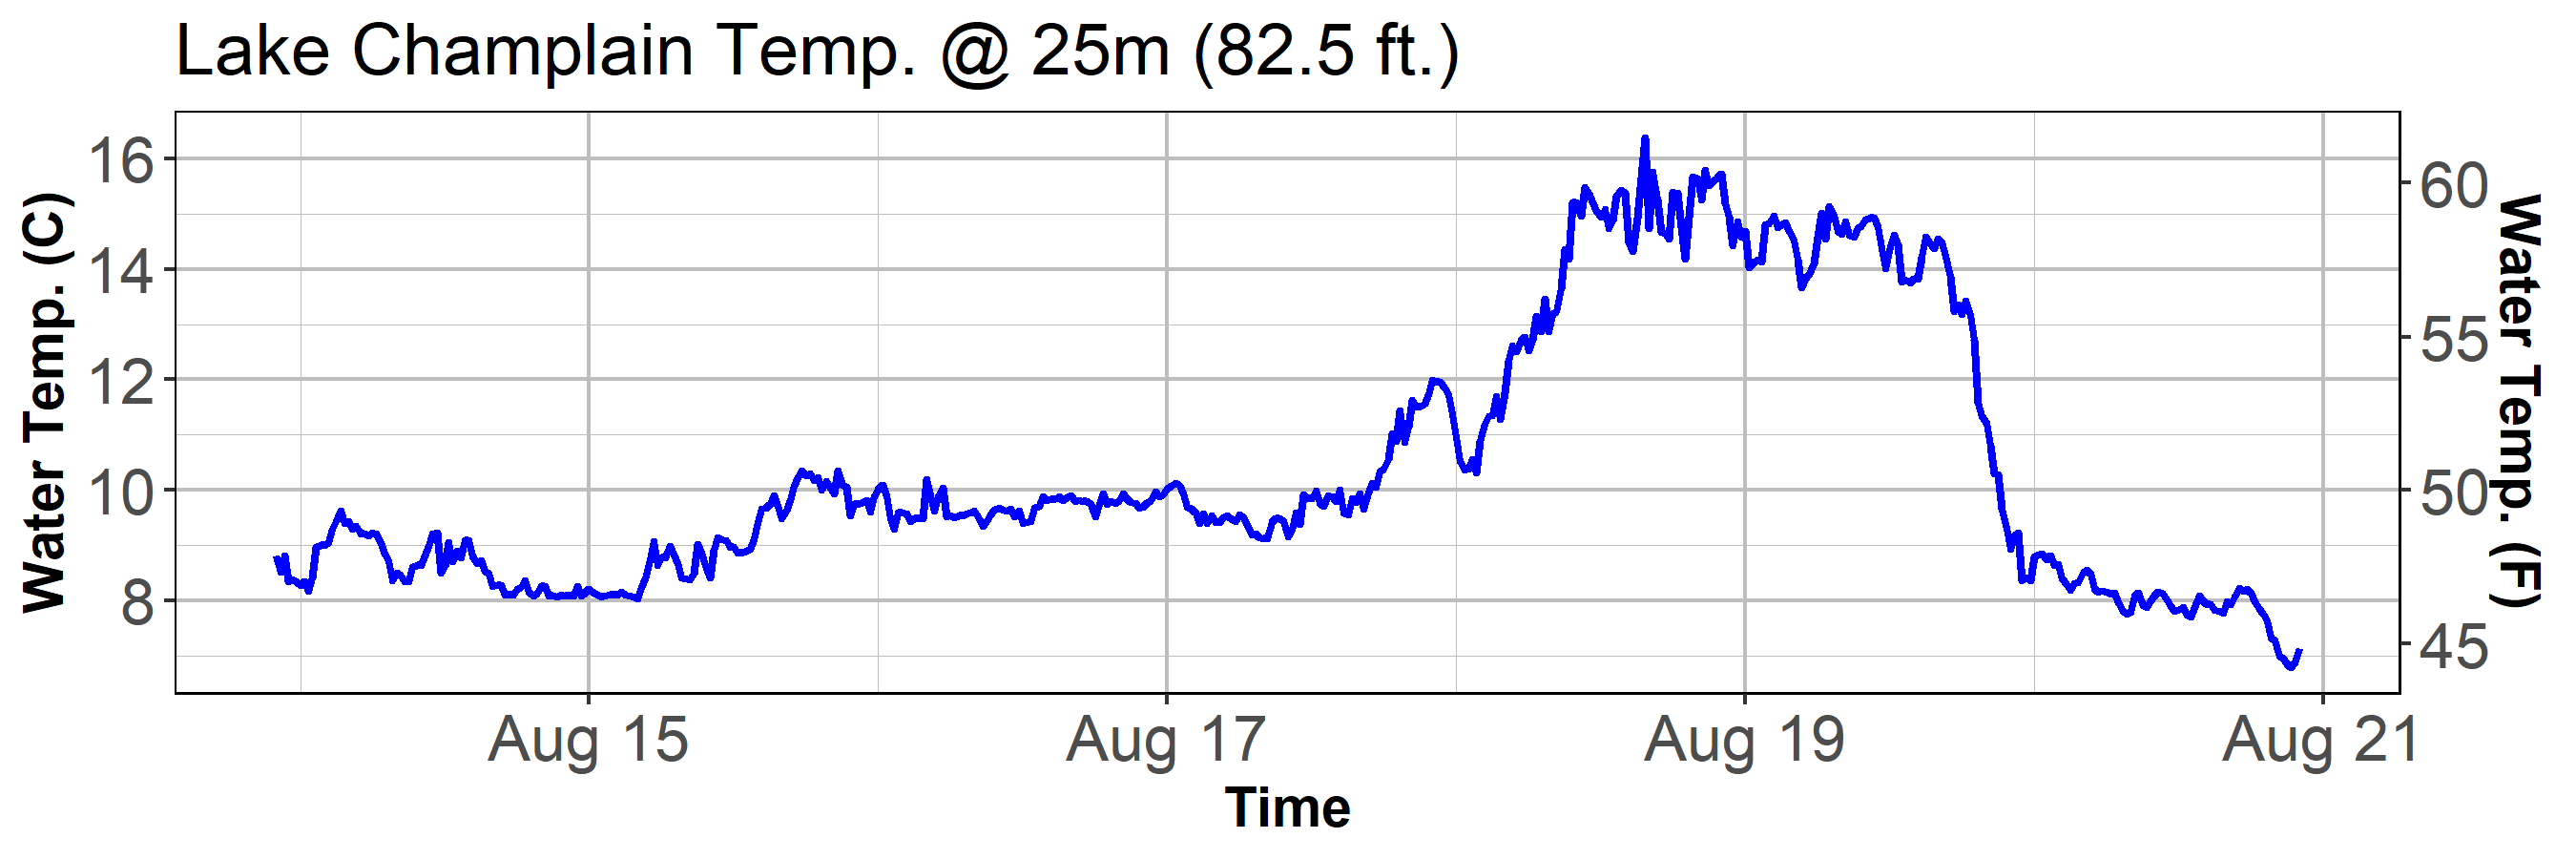 Lake Champlain Temp. @ 25m (82.5 ft.)
Water Temp. (C)
16
14
12
10
8
60
55
50
45
Water Temp. (F)
Aug 15 Aug 17 Aug 19 Aug 21
Time